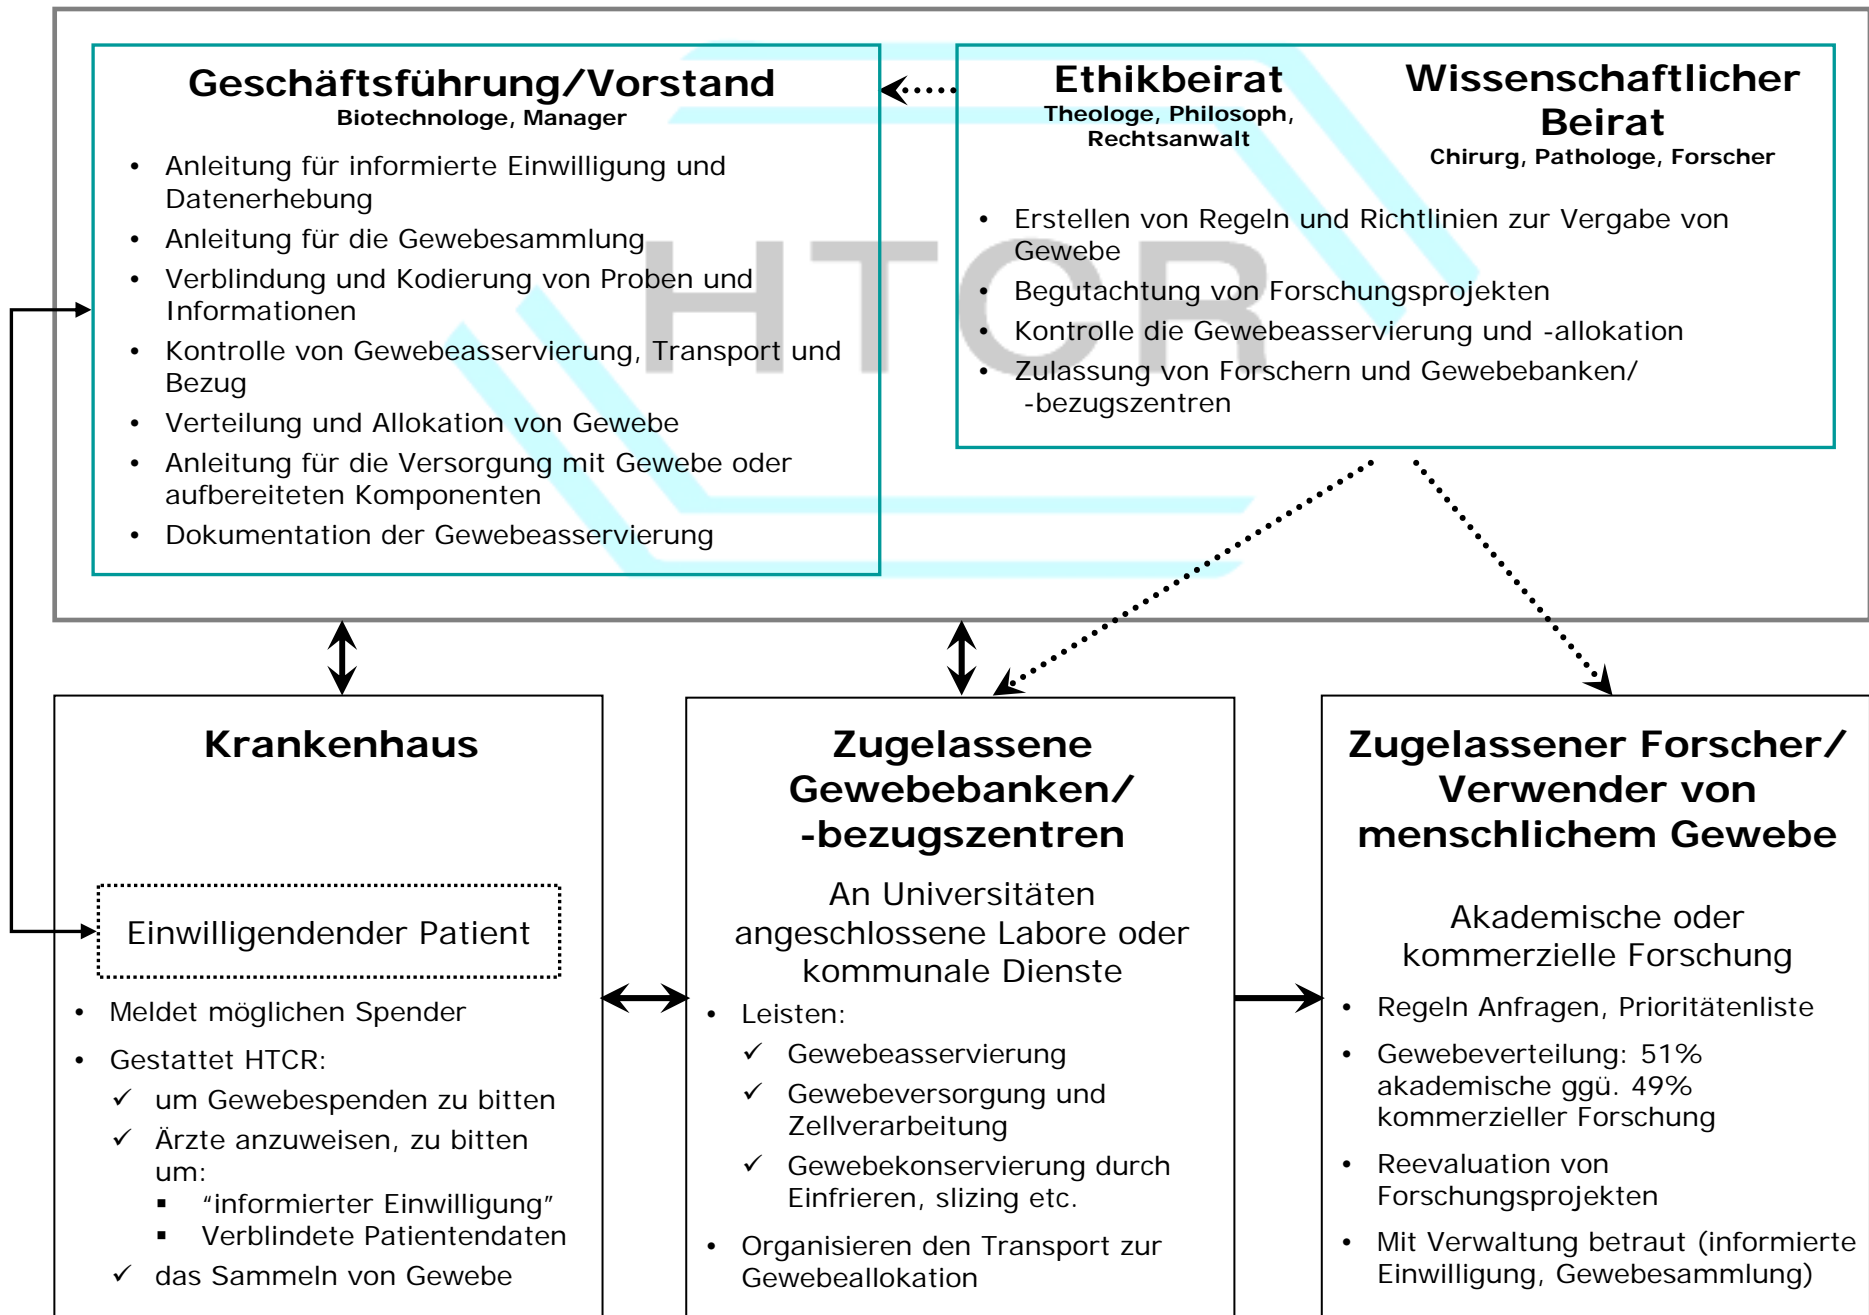 Geschäftsführung/Vorstand
Biotechnologe, Manager
• Anleitung für informierte Einwilligung und
Datenerhebung
• Anleitung für die Gewebesammlung
• Verblindung und Kodierung von Proben und
Informationen
• Kontrolle von Gewebeasservierung, Transport und
Bezug
• Verteilung und Allokation von Gewebe
• Anleitung für die Versorgung mit Gewebe oder
aufbereiteten Komponenten
• Dokumentation der Gewebeasservierung
Ethikbeirat
Theologe, Philosoph,
Rechtsanwalt
Wissenschaftlicher
Beirat
Chirurg, Pathologe, Forscher
• Erstellen von Regeln und Richtlinien zur Vergabe von
Gewebe
• Begutachtung von Forschungsprojekten
• Kontrolle die Gewebeasservierung und -allokation
• Zulassung von Forschern und Gewebebanken/
-bezugszentren
HTCR
Krankenhaus
Einwilligendender Patient
• Meldet möglichen Spender
• Gestattet HTCR:
✓ um Gewebespenden zu bitten
✓ Ärzte anzuweisen, zu bitten
um:
▪ “informierter Einwilligung”
▪ Verblindete Patientendaten
✓ das Sammeln von Gewebe
Zugelassene
Gewebebanken/
-bezugszentren
An Universitäten
angeschlossene Labore oder
kommunale Dienste
• Leisten:
✓ Gewebeasservierung
✓ Gewebeversorgung und
Zellverarbeitung
✓ Gewebekonservierung durch
Einfrieren, slizing etc.
• Organisieren den Transport zur
Gewebeallokation
Zugelassener Forscher/
Verwender von
menschlichem Gewebe
Akademische oder
kommerzielle Forschung
• Regeln Anfragen, Prioritätenliste
• Gewebeverteilung: 51%
akademische ggü. 49%
kommerzieller Forschung
• Reevaluation von
Forschungsprojekten
• Mit Verwaltung betraut (informierte
Einwilligung, Gewebesammlung)